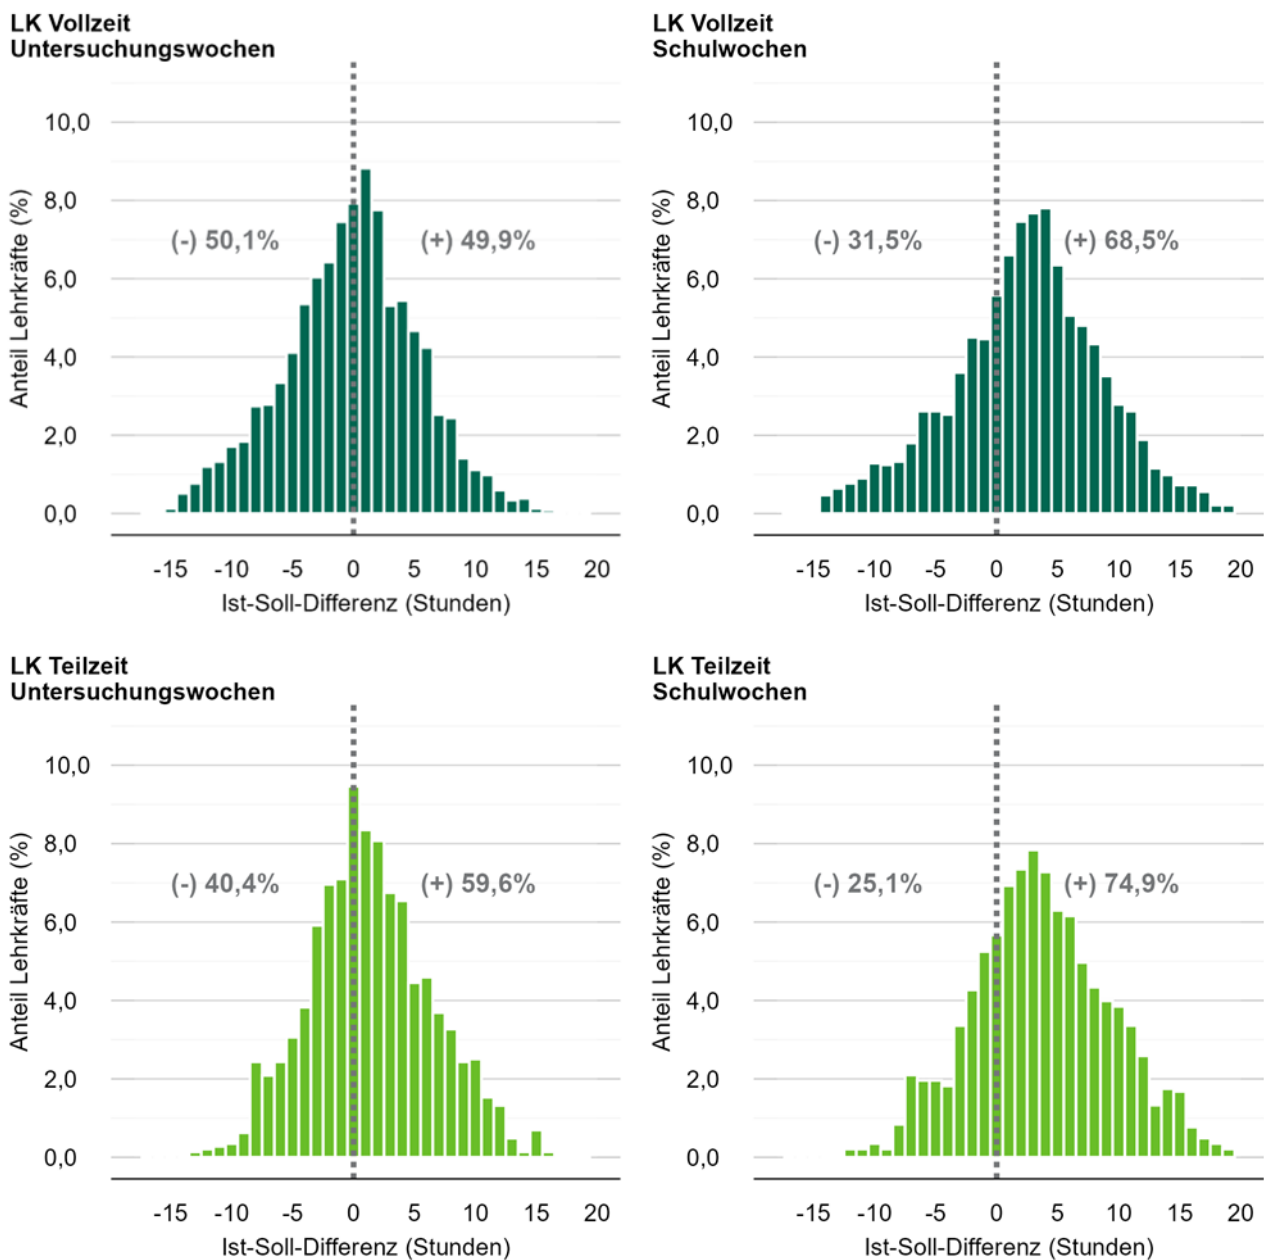 LK Vollzeit
Untersuchungswochen
Anteil Lehrkräfte (%)
10,0
8,0
6,0
4,0
2,0
0,0
(-) 50,1%
(+) 49,9%
-15 -10 -5 0 5 10 15 20
Ist-Soll-Differenz (Stunden)
LK Vollzeit
Schulwochen
Anteil Lehrkräfte (%)
10,0
8,0
6,0
4,0
2,0
0,0
(-) 31,5%
(+) 68,5%
-15 -10 -5 0 5 10 15 20
Ist-Soll-Differenz (Stunden)
LK Teilzeit
Untersuchungswochen
Anteil Lehrkräfte (%)
10,0
8,0
6,0
4,0
2,0
0,0
(-) 40,4%
(+) 59,6%
-15 -10 -5 0 5 10 15 20
Ist-Soll-Differenz (Stunden)
LK Teilzeit
Schulwochen
Anteil Lehrkräfte (%)
10,0
8,0
6,0
4,0
2,0
0,0
(-) 25,1%
(+) 74,9%
-15 -10 -5 0 5 10 15 20
Ist-Soll-Differenz (Stunden)